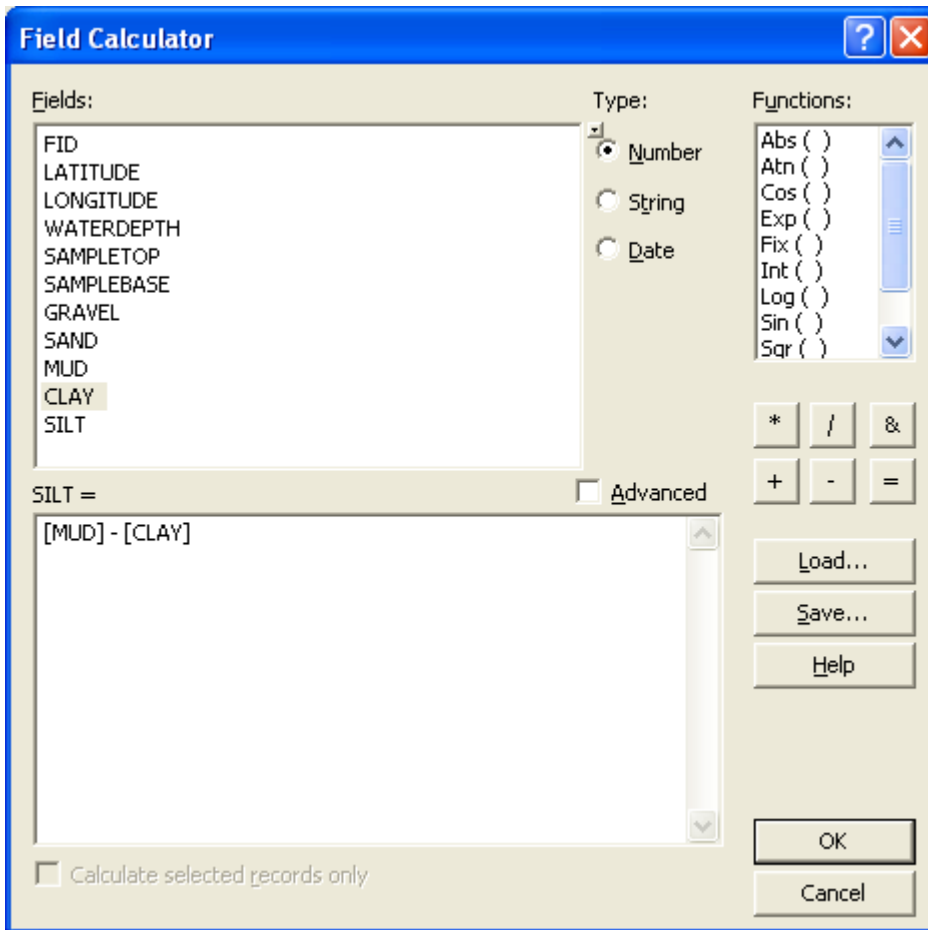 Field Calculator
?
Fields:
Type:
Functions:
FID
LATITUDE
LONGITUDE
WATERDEPTH
SAMPLETOP
SAMPLEBASE
GRAVEL
SAND
MUD
CLAY
SILT
Number
String
Date
Abs ( )
Atn ( )
Cos ( )
Exp ( )
Fix ( )
Int ( )
Log ( )
Sin ( )
Sqr ( )
* / &
+ - =
SILT =
Advanced
[MUD] - [CLAY]
Load...
Save...
Help
Calculate selected records only
OK
Cancel